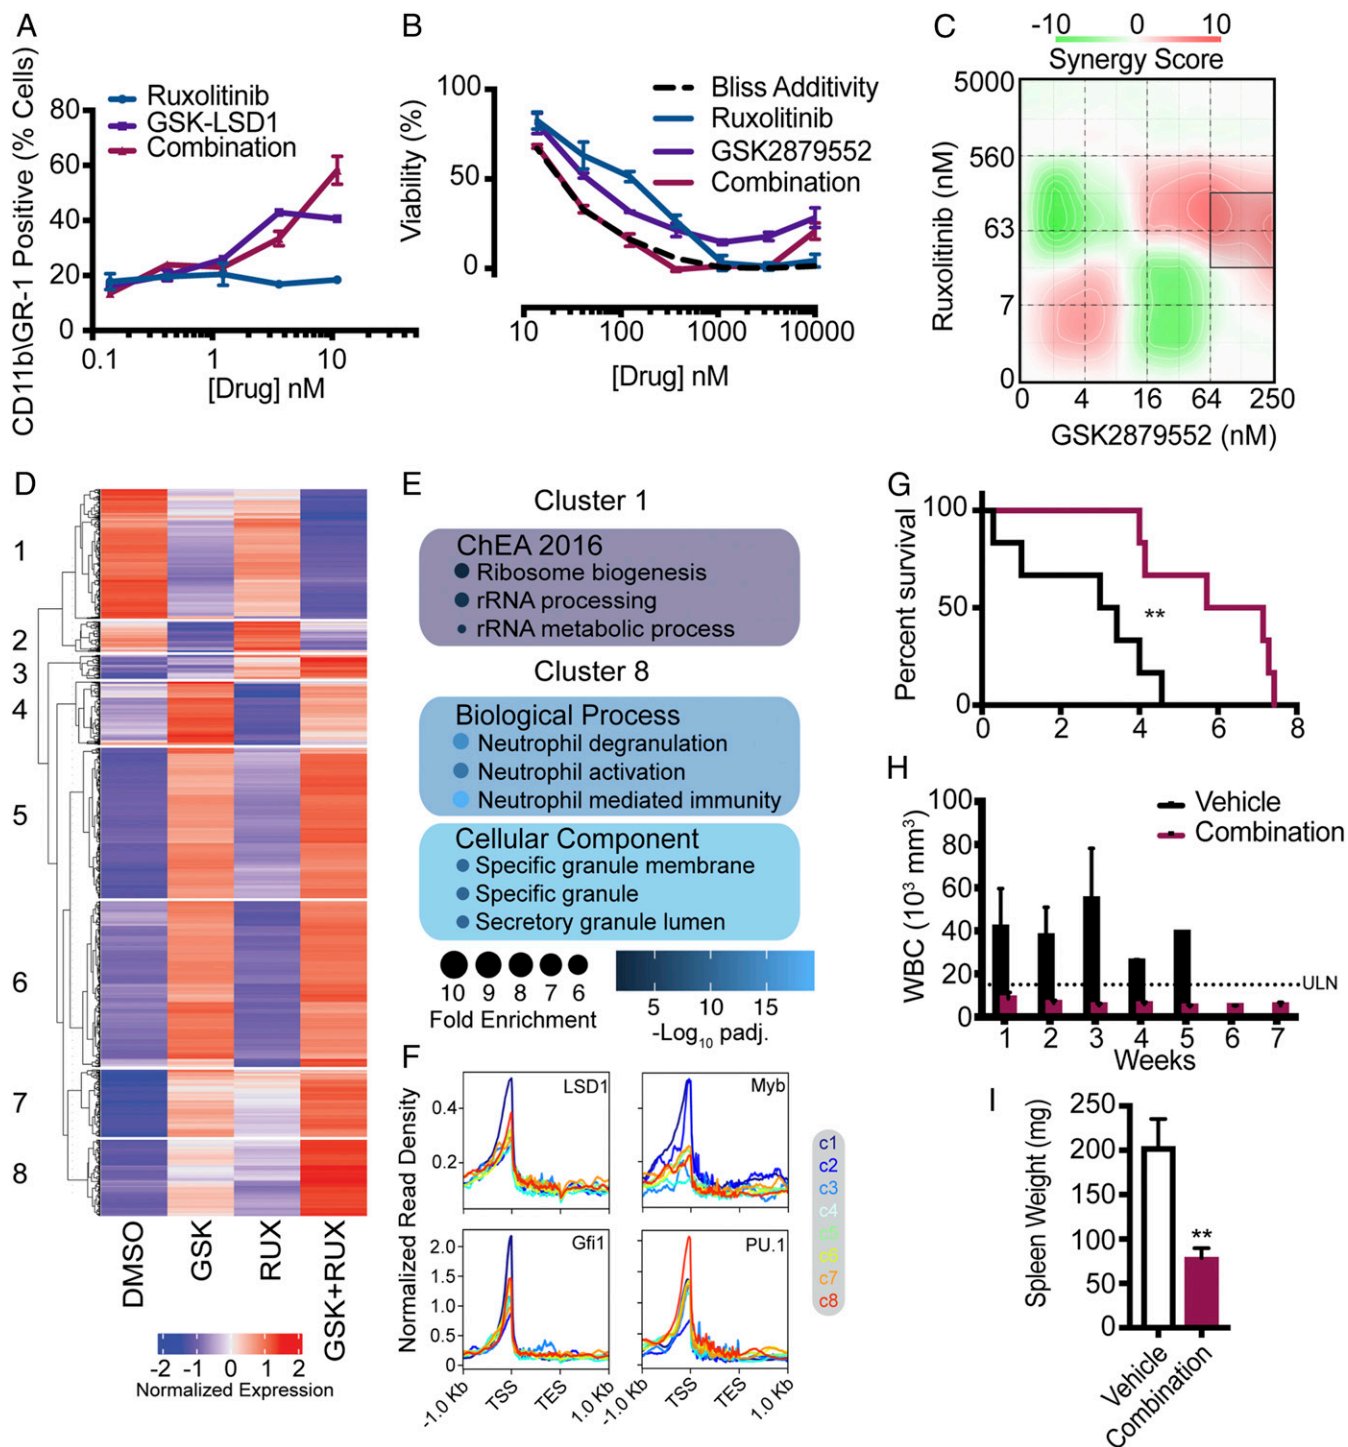 A
CD11b\GR-1 Positive (% Cells)
80
60
40
20
0
Ruxolitinib
GSK-LSD1
Combination
0.1
1
10
[Drug] nM
B
Viability (%)
100
50
0
Bliss Additivity
Ruxolitinib
GSK2879552
Combination
10
100
1000
10000
[Drug] nM
C
-10 0 10
Synergy Score
Ruxolitinib (nM)
5000
560
63
7
0
0 4 16 64 250
GSK2879552 (nM)
D
1
2
3
4
5
6
7
8
DMSO
GSK
RUX
GSK+RUX
-2 -1 0 1 2
Normalized Expression
E
Cluster 1
ChEA 2016
Ribosome biogenesis
rRNA processing
rRNA metabolic process
Cluster 8
Biological Process
Neutrophil degranulation
Neutrophil activation
Neutrophil mediated immunity
Cellular Component
Specific granule membrane
Specific granule
Secretory granule lumen
10 9 8 7 6
Fold Enrichment
5 10 15
-Log10 padj.
F
Normalized Read Density
LSD1
0.4
0.2
Myb
Gfi1
2.0
1.5
1.0
0.5
0
PU.1
-1.0 Kb
TSS
TES
1.0 Kb
-1.0 Kb
TSS
TES
1.0 Kb
c1
c2
c3
c4
c5
c6
c7
c8
G
Percent survival
100
50
0
**
0 2 4 6 8
H
WBC (10³ mm³)
100
80
60
40
20
0
Vehicle
Combination
ULN
1 2 3 4 5 6 7
Weeks
I
Spleen Weight (mg)
250
200
150
100
50
0
**
Vehicle
Combination